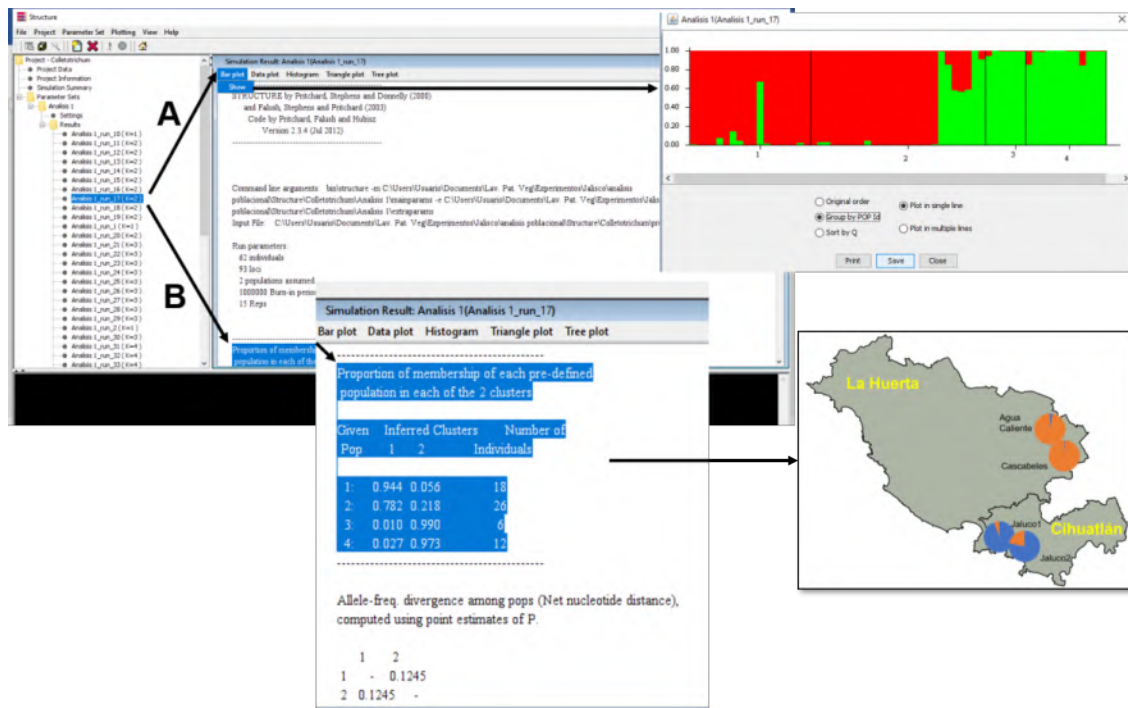 Structure
File Project Parameter Set Plotting View Help
Project - Colletotrichum
Project Data
Project Information
Simulation Summary
Parameter Sets
Analisis 1
Settings
Results
Analisis 1_run_10 (K=1)
Analisis 1_run_11 (K=2)
Analisis 1_run_12 (K=2)
Analisis 1_run_13 (K=2)
Analisis 1_run_14 (K=2)
Analisis 1_run_15 (K=2)
Analisis 1_run_16 (K=2)
Analisis 1_run_17 (K=2)
Analisis 1_run_18 (K=2)
Analisis 1_run_19 (K=2)
Analisis 1_run_1 (K=1)
Analisis 1_run_20 (K=2)
Analisis 1_run_21 (K=3)
Analisis 1_run_22 (K=3)
Analisis 1_run_23 (K=3)
Analisis 1_run_24 (K=3)
Analisis 1_run_25 (K=3)
Analisis 1_run_26 (K=3)
Analisis 1_run_27 (K=3)
Analisis 1_run_28 (K=3)
Analisis 1_run_29 (K=3)
Analisis 1_run_2 (K=1)
Analisis 1_run_30 (K=3)
Analisis 1_run_31 (K=4)
Analisis 1_run_32 (K=4)
Analisis 1_run_33 (K=4)
A
B
Simulation Result: Analisis 1(Analisis 1_run_17)
Bar plot Data plot Histogram Triangle plot Tree plot
Show
STRUCTURE by Pritchard, Stephens and Donnelly (2000)
and Falush, Stephens and Pritchard (2003)
Code by Pritchard, Falush and Hubisz
Version 2.3.4 (Jul 2012)
Command line arguments: bin\structure -m C:\Users\Usuario\Documents\Lav. Pat. Veg\Experimentos\Jalisco\analisis
poblacional\Structure\Colletotrichum\Analisis 1\mainparams -e C:\Users\Usuario\Documents\Lav. Pat. Veg\Experimentos\Jalis
poblacional\Structure\Colletotrichum\Analisis 1\extraparams
Input File: C:\Users\Usuario\Documents\Lav. Pat. Veg\Experimentos\Jalisco\analisis poblacional\Structure\Colletotrichum\pr
Run parameters:
62 individuals
93 loci
2 populations assumed
1000000 Burn-in period
15 Reps
Proportion of membersh
population in each of the
Analisis 1(Analisis 1_run_17)
1.00
0.80
0.60
0.40
0.20
0.00
1 2 3 4
Original order
Group by POP Id
Sort by Q
Plot in single line
Plot in multiple lines
Print Save Close
Simulation Result: Analisis 1(Analisis 1_run_17)
Bar plot Data plot Histogram Triangle plot Tree plot
Proportion of membership of each pre-defined
population in each of the 2 clusters
Given Inferred Clusters Number of
Pop 1 2 Individuals
1: 0.944 0.056 18
2: 0.782 0.218 26
3: 0.010 0.990 6
4: 0.027 0.973 12
Allele-freq. divergence among pops (Net nucleotide distance),
computed using point estimates of P.
1 2
1 - 0.1245
2 0.1245 -
La Huerta
Agua
Caliente
Cascabeles
Jaluco1
Cihuatlán
Jaluco2